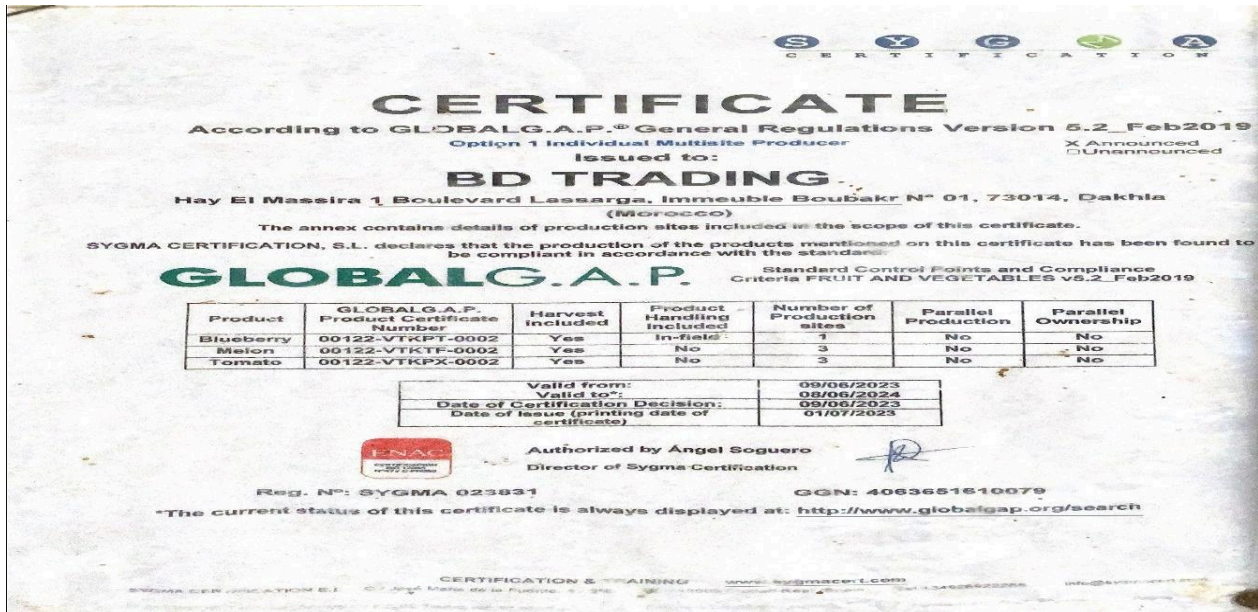 SYGMA
CERTIFICATION
CERTIFICATE
According to GLOBALG.A.P.® General Regulations Version 5.2_Feb2019
Option 1 Individual Multisite Producer
X Announced
□Unannounced
Issued to:
BD TRADING
Hay El Massira 1 Boulevard Lassarga, Immeuble Boubakr N° 01, 73014, Dakhla
(Morocco)
The annex contains details of production sites included in the scope of this certificate.
SYGMA CERTIFICATION, S.L. declares that the production of the products mentioned on this certificate has been found to
be compliant in accordance with the standard:
GLOBALG.A.P.
Standard Control Points and Compliance
Criteria FRUIT AND VEGETABLES v5.2_Feb2019
Product GLOBALG.A.P. Product Certificate Number Harvest included Product Handling included Number of Production sites Parallel Production Parallel Ownership
Blueberry 00122-VTKPT-0002 Yes In-field 1 No No
Melon 00122-VTKTF-0002 Yes No 3 No No
Tomato 00122-VTKPX-0002 Yes No 3 No No
Valid from: 09/06/2023
Valid to*: 08/06/2024
Date of Certification Decision: 09/06/2023
Date of Issue (printing date of certificate) 01/07/2023
ENAC
Authorized by Ángel Soguero
Director of Sygma Certification
Reg. N°: SYGMA 023831
GGN: 4063651610079
*The current status of this certificate is always displayed at: http://www.globalgap.org/search
CERTIFICATION & www.sygmacert.com